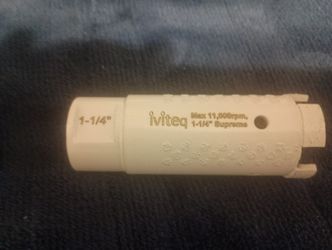 1-1/4"
iviteq
Max 11,000rpm,
1-1/4" Supreme